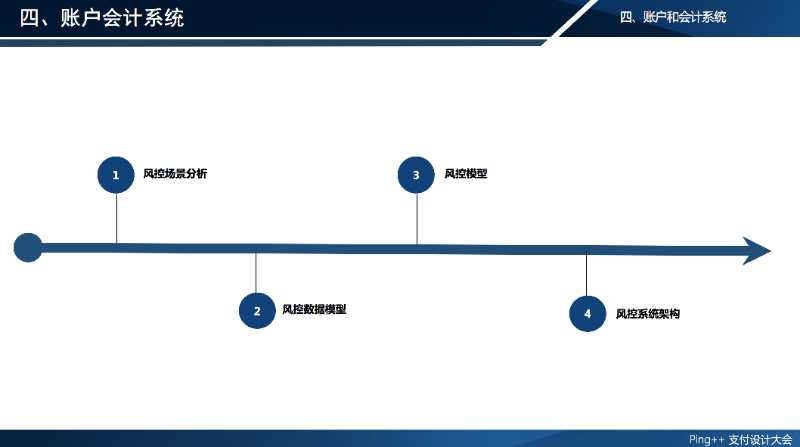 四、账户会计系统
四、账户和会计系统
1
风控场景分析
3
风控模型
2
风控数据模型
4
风控系统架构
Ping++ 支付设计大会